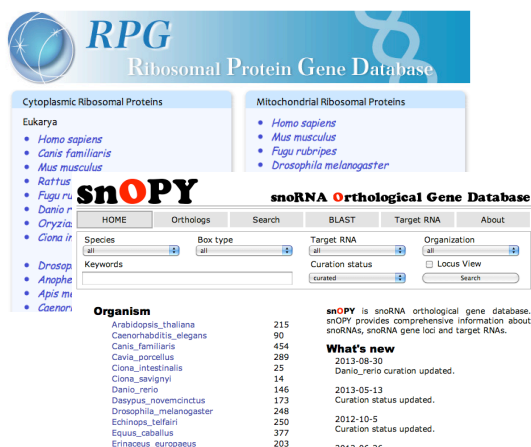 RPG
Ribosomal Protein Gene Database
Cytoplasmic Ribosomal Proteins
Eukarya
Homo sapiens
Canis familiaris
Mus musculus
Rattus
Fugu ru
Danio r
Oryzias
Ciona in
Drosop
Anophe
Apis me
Caenorh
Mitochondrial Ribosomal Proteins
Homo sapiens
Mus musculus
Fugu rubripes
Drosophila melanogaster
snOPY snoRNA Orthological Gene Database
HOME Orthologs Search BLAST Target RNA About
Species Box type Target RNA Organization
all all all all
Keywords Curation status Locus View
curated Search
Organism
Arabidopsis_thaliana 215
Caenorhabditis_elegans 90
Canis_familiaris 454
Cavia_porcellus 289
Ciona_intestinalis 25
Ciona_savignyi 14
Danio_rerio 146
Dasypus_novemcinctus 173
Drosophila_melanogaster 248
Echinops_telfairi 250
Equus_caballus 377
Erinaceus_europaeus 203
snOPY is snoRNA orthological gene database.
snOPY provides comprehensive information about
snoRNAs, snoRNA gene loci and target RNAs.
What's new
2013-08-30
Danio_rerio curation updated.
2013-05-13
Curation status updated.
2012-10-5
Curation status updated.